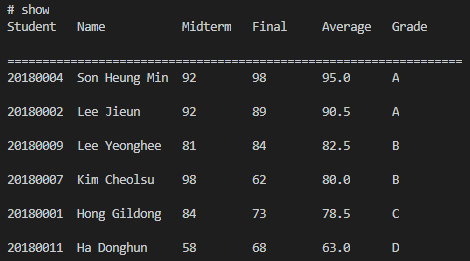 # show
Student Name Midterm Final Average Grade
=================================================================
20180004 Son Heung Min 92 98 95.0 A
20180002 Lee Jieun 92 89 90.5 A
20180009 Lee Yeonghee 81 84 82.5 B
20180007 Kim Cheolsu 98 62 80.0 B
20180001 Hong Gildong 84 73 78.5 C
20180011 Ha Donghun 58 68 63.0 D